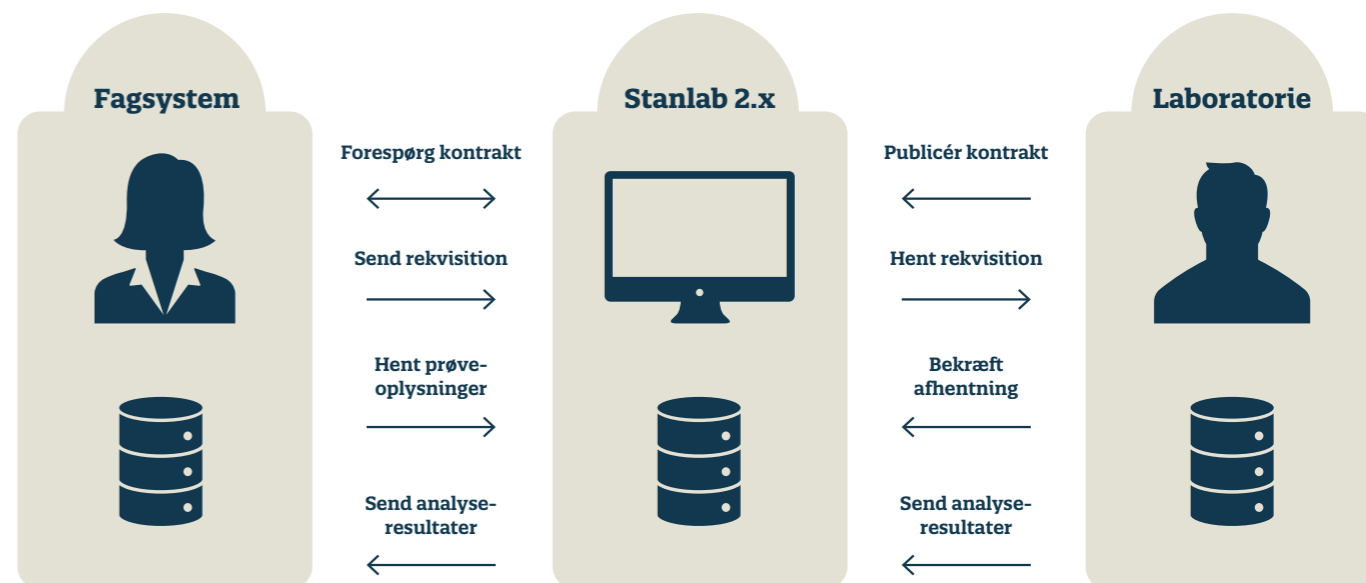 Fagsystem
Stanlab 2.x
Laboratorie
Forespørg kontrakt
Publicér kontrakt
Send rekvisition
Hent rekvisition
Hent prøve-
oplysninger
Bekræft
afhentning
Send analyse-
resultater
Send analyse-
resultater